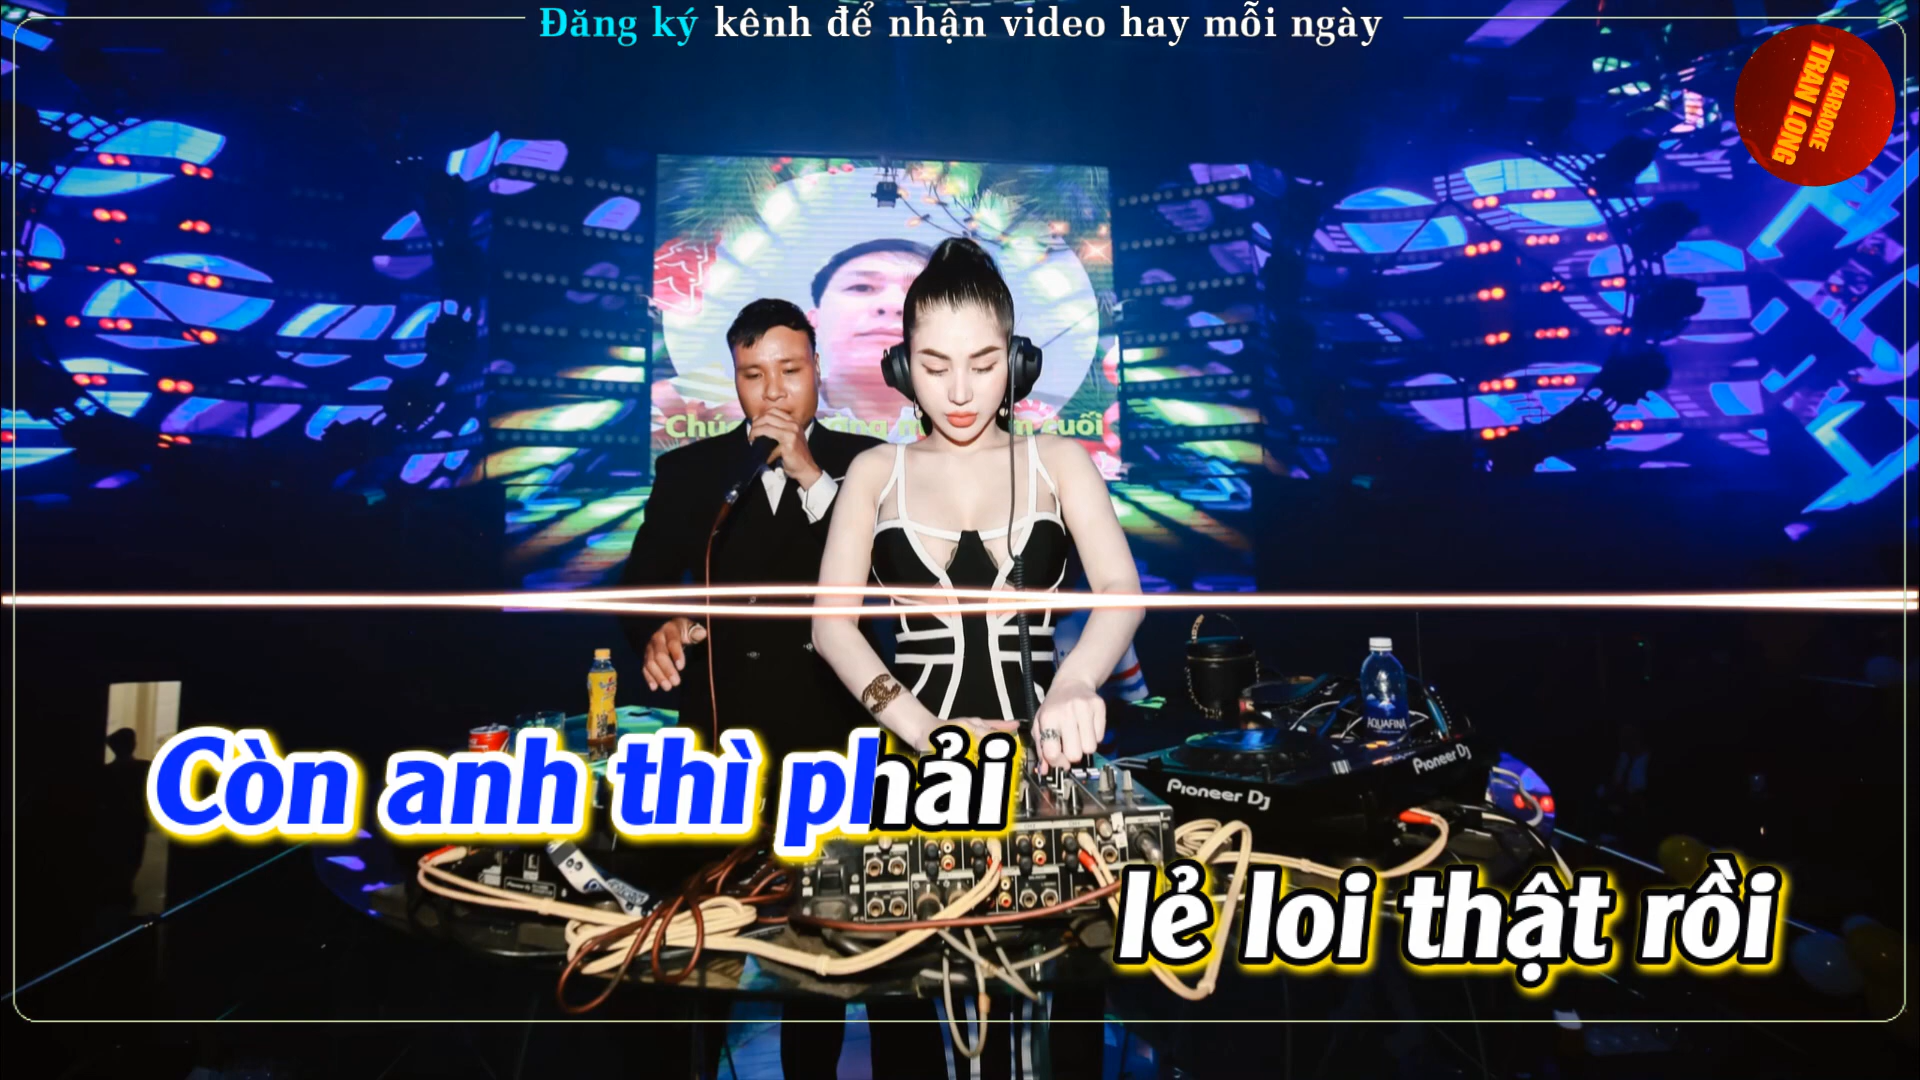 Đăng ký kênh để nhận video hay mỗi ngày
KARAOKE
TRAN LONG
cuối
AQUAFINA
Pioneer Dj
Pioneer Dj
Còn anh thì phải
lẻ loi thật rồi